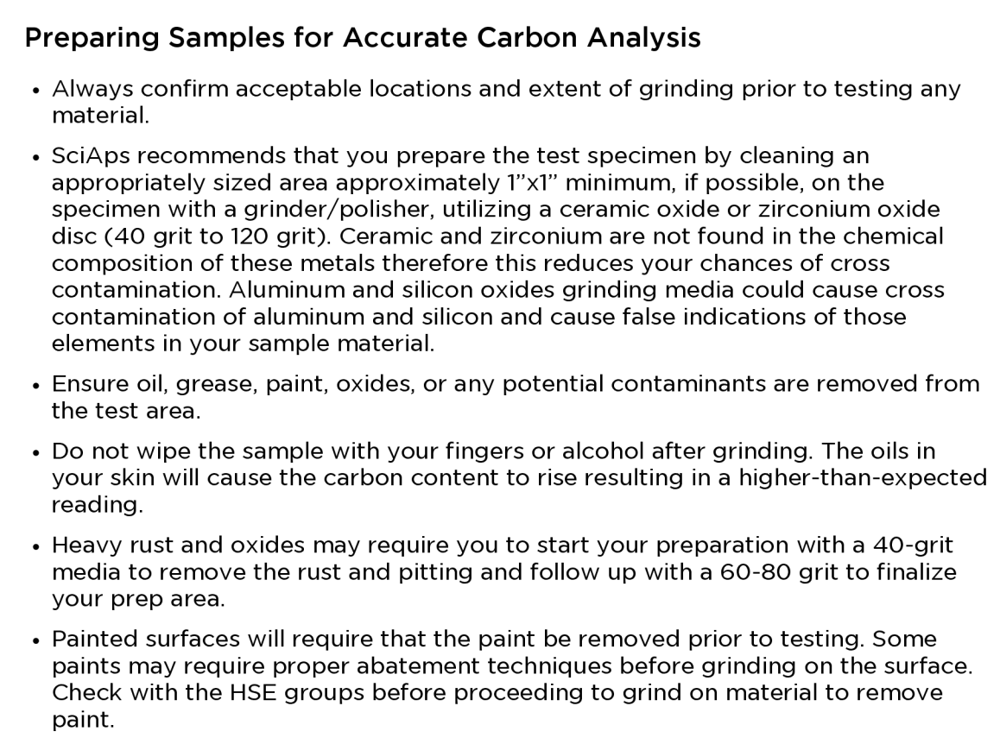 Preparing Samples for Accurate Carbon Analysis
• Always confirm acceptable locations and extent of grinding prior to testing any
material.
• SciAps recommends that you prepare the test specimen by cleaning an
appropriately sized area approximately 1”x1” minimum, if possible, on the
specimen with a grinder/polisher, utilizing a ceramic oxide or zirconium oxide
disc (40 grit to 120 grit). Ceramic and zirconium are not found in the chemical
composition of these metals therefore this reduces your chances of cross
contamination. Aluminum and silicon oxides grinding media could cause cross
contamination of aluminum and silicon and cause false indications of those
elements in your sample material.
• Ensure oil, grease, paint, oxides, or any potential contaminants are removed from
the test area.
• Do not wipe the sample with your fingers or alcohol after grinding. The oils in
your skin will cause the carbon content to rise resulting in a higher-than-expected
reading.
• Heavy rust and oxides may require you to start your preparation with a 40-grit
media to remove the rust and pitting and follow up with a 60-80 grit to finalize
your prep area.
• Painted surfaces will require that the paint be removed prior to testing. Some
paints may require proper abatement techniques before grinding on the surface.
Check with the HSE groups before proceeding to grind on material to remove
paint.